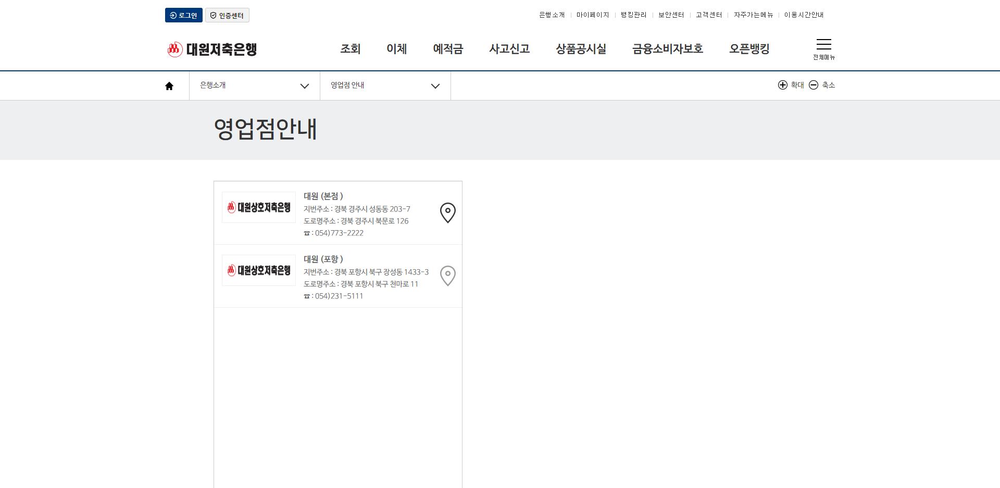 로그인 인증센터 은행소개 마이페이지 뱅킹관리 보안센터 고객센터 자주가는메뉴 이용시간안내
대원저축은행 조회 이체 예적금 사고신고 상품공시실 금융소비자보호 오픈뱅킹
전체메뉴
은행소개 영업점 안내 확대 축소
영업점안내
대원상호저축은행
대원 (본점 )
지번주소 : 경북 경주시 성동동 203-7
도로명주소 : 경북 경주시 북문로 126
☎ : 054)773-2222
대원상호저축은행
대원 (포항 )
지번주소 : 경북 포항시 북구 장성동 1433-3
도로명주소 : 경북 포항시 북구 천마로 11
☎ : 054)231-5111